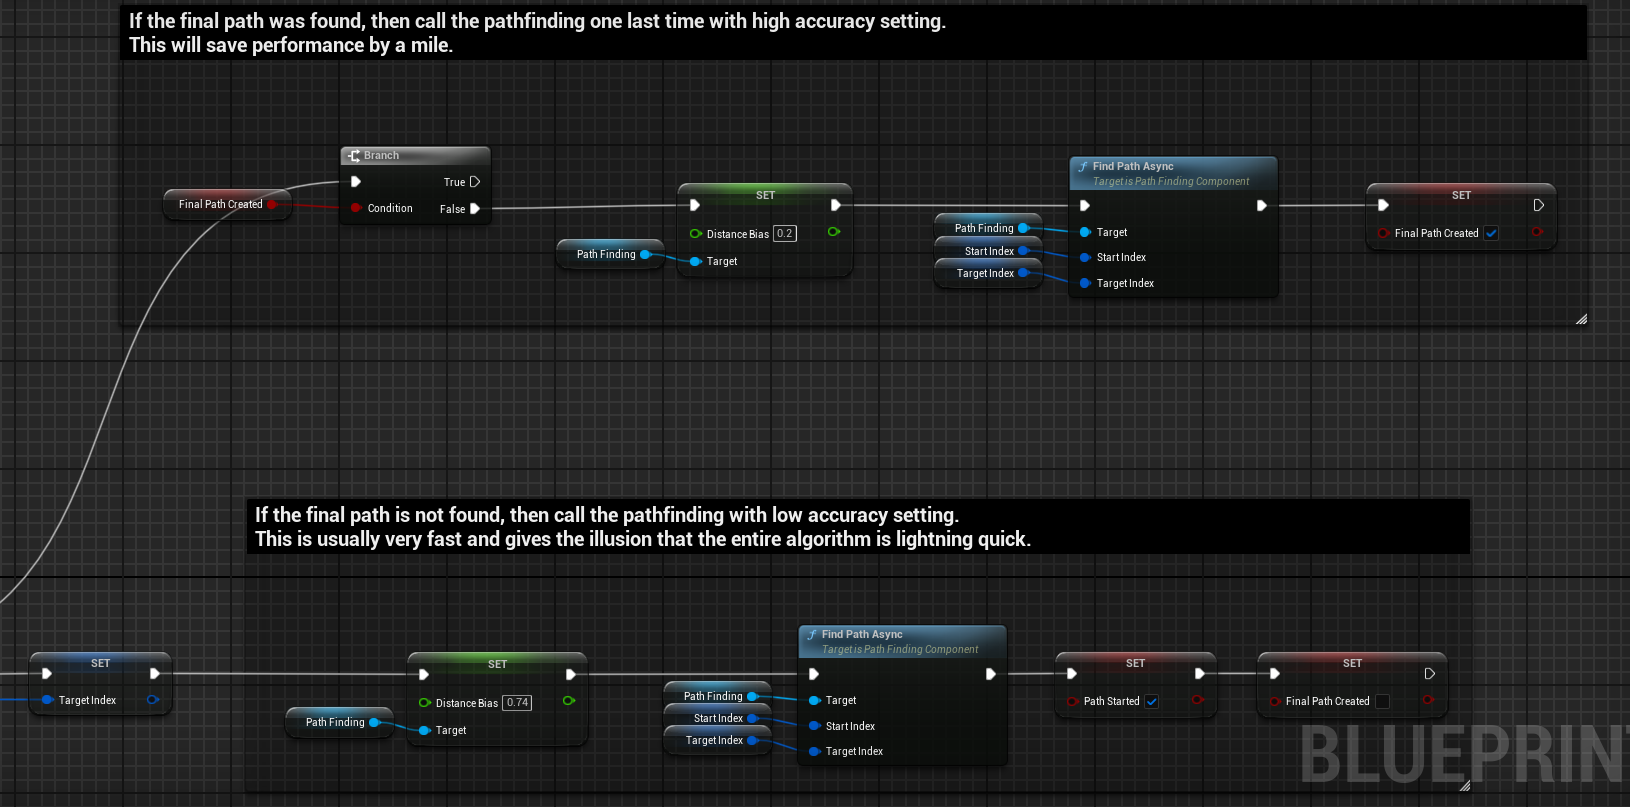 If the final path was found, then call the pathfinding one last time with high accuracy setting.
This will save performance by a mile.
Branch
True
Final Path Created
Condition
False
SET
Distance Bias 0.2
Path Finding
Target
Find Path Async
Target is Path Finding Component
Path Finding
Target
Start Index
Start Index
Target Index
Target Index
SET
Final Path Created
If the final path is not found, then call the pathfinding with low accuracy setting.
This is usually very fast and gives the illusion that the entire algorithm is lightning quick.
SET
Target Index
SET
Distance Bias 0.74
Path Finding
Target
Find Path Async
Target is Path Finding Component
Path Finding
Target
Start Index
Start Index
Target Index
Target Index
SET
Path Started
SET
Final Path Created
BLUEPRIN